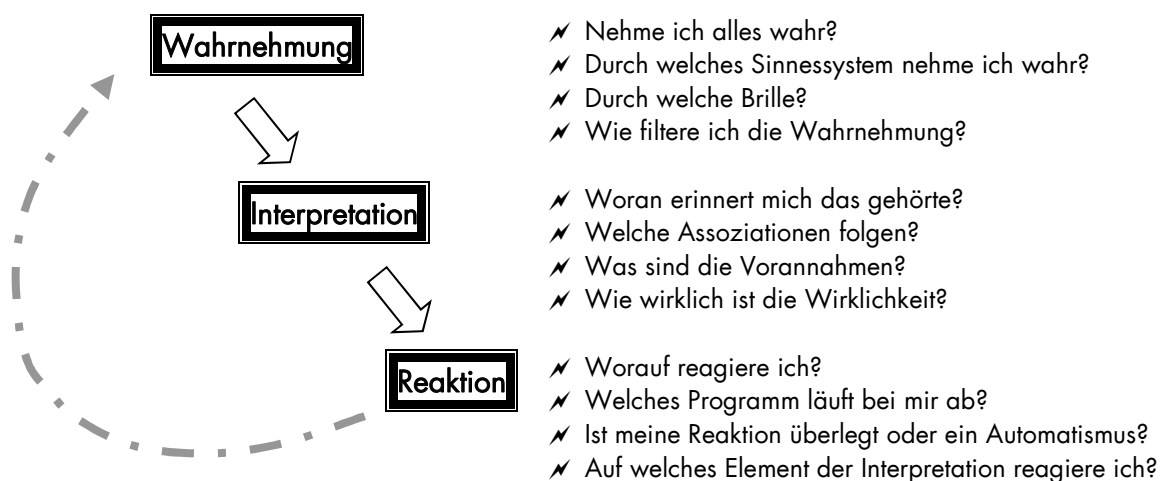 Wahrnehmung
Nehme ich alles wahr?
Durch welches Sinnessystem nehme ich wahr?
Durch welche Brille?
Wie filtere ich die Wahrnehmung?
Interpretation
Woran erinnert mich das gehörte?
Welche Assoziationen folgen?
Was sind die Vorannahmen?
Wie wirklich ist die Wirklichkeit?
Reaktion
Worauf reagiere ich?
Welches Programm läuft bei mir ab?
Ist meine Reaktion überlegt oder ein Automatismus?
Auf welches Element der Interpretation reagiere ich?